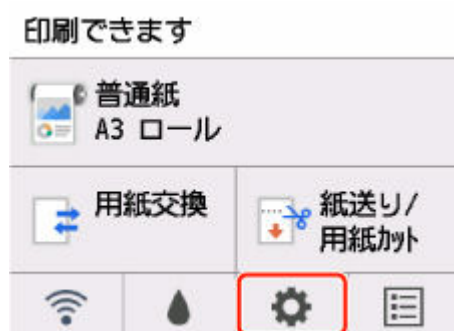 印刷できます
普通紙
A3 ロール
用紙交換
紙送り/
用紙カット